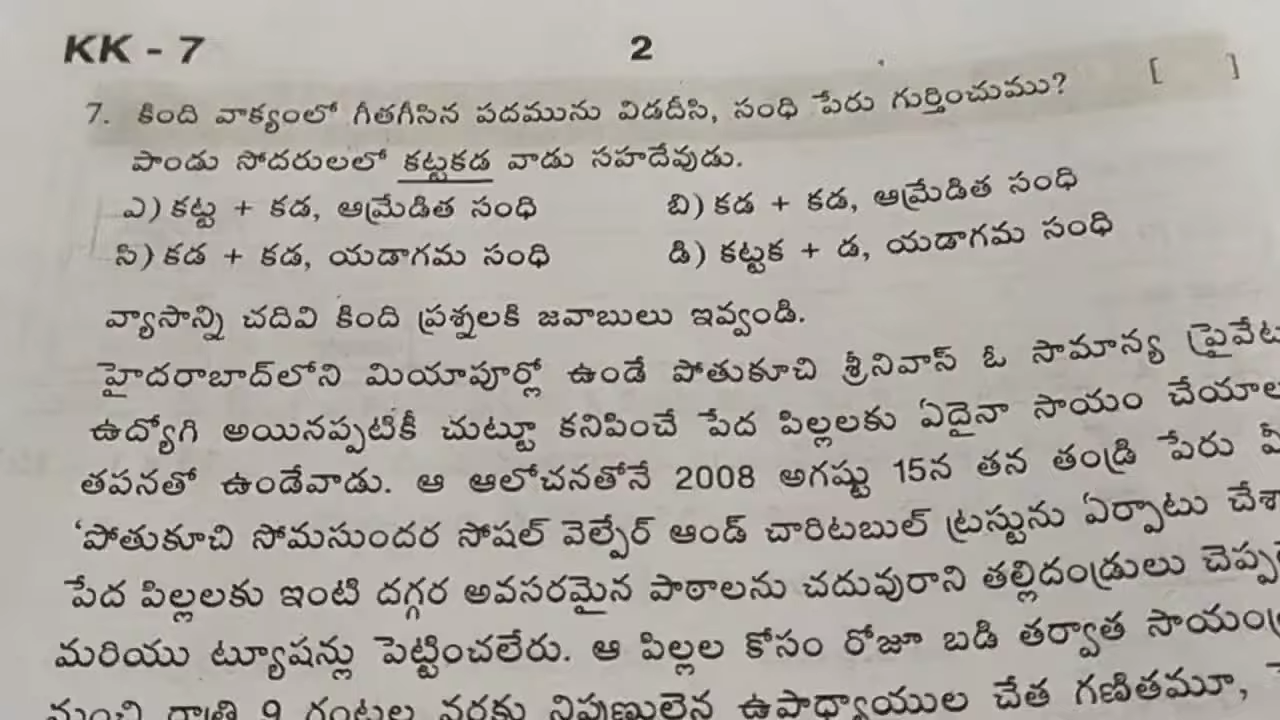 KK - 7
2
7. కింది వాక్యంలో గీతగీసిన పదమును విడదీసి, సంధి పేరు గుర్తించుము? [ ]
పాండు సోదరులలో కట్టకడ వాడు సహదేవుడు.
ఎ) కట్ట + కడ, ఆమ్రేడిత సంధి బి) కడ + కడ, ఆమ్రేడిత సంధి
సి) కడ + కడ, యడాగమ సంధి డి) కట్టక + డ, యడాగమ సంధి
వ్యాసాన్ని చదివి కింది ప్రశ్నలకి జవాబులు ఇవ్వండి.
హైదరాబాద్‌లోని మియాపూర్లో ఉండే పోతుకూచి శ్రీనివాస్ ఓ సామాన్య
ఉద్యోగి అయినప్పటికీ చుట్టూ కనిపించే పేద పిల్లలకు ఏదైనా సాయం
తపనతో ఉండేవాడు. ఆ ఆలోచనతోనే 2008 అగష్టు 15న తన తండ్రి పేరు
'పోతుకూచి సోమసుందర సోషల్ వెల్ఫేర్ ఆండ్ చారిటబుల్ ట్రస్టును ఏర్పాటు
పేద పిల్లలకు ఇంటి దగ్గర అవసరమైన పాఠాలను చదువురాని తల్లిదండ్రులు
మరియు ట్యూషన్లు పెట్టించలేరు. ఆ పిల్లల కోసం రోజూ బడి తర్వాత
నుంచి రాత్రి 9 గంటల వరకు నిపుణులైన ఉపాధ్యాయుల చేత గణితమూ,